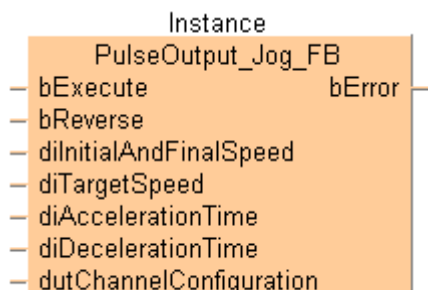 Instance
PulseOutput_Jog_FB
bExecute bError
bReverse
diInitialAndFinalSpeed
diTargetSpeed
diAccelerationTime
diDecelerationTime
dutChannelConfiguration